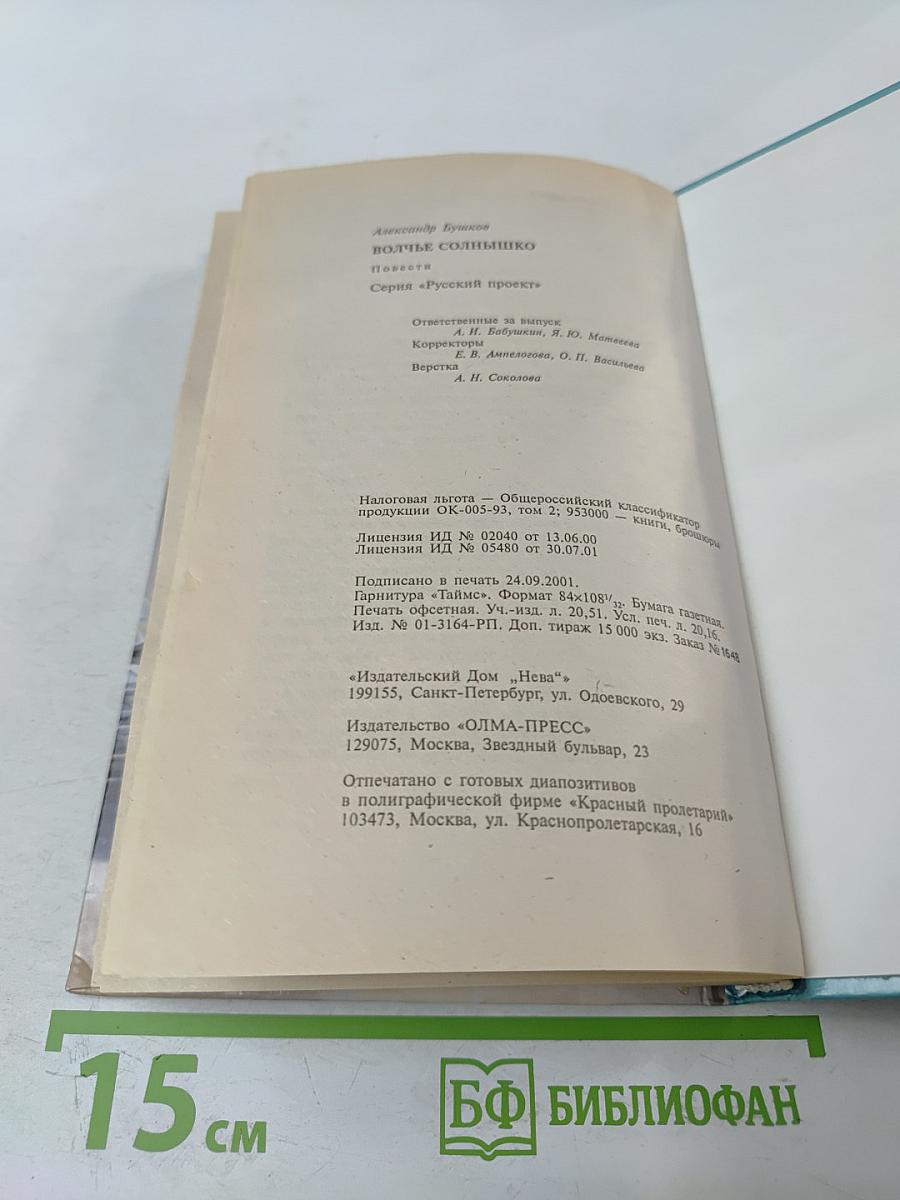 Александр Бушков
ВОЛЧЬЕ СОЛНЫШКО
Повести
Серия «Русский проект»
Ответственные за выпуск
А. И. Бабушкин, Я. Ю. Матвеева
Корректоры
Е. В. Ампелогова, О. П. Васильева
Верстка
А. Н. Соколова
Налоговая льгота — Общероссийский классификатор
продукции ОК-005-93, том 2; 953000 — книги, брошюры
Лицензия ИД № 02040 от 13.06.00
Лицензия ИД № 05480 от 30.07.01
Подписано в печать 24.09.2001.
Гарнитура «Таймс». Формат 84×108¹/₃₂. Бумага газетная.
Печать офсетная. Уч.-изд. л. 20,51. Усл. печ. л. 20,16.
Изд. № 01-3164-РП. Доп. тираж 15 000 экз. Заказ № 1648
«Издательский Дом „Нева“»
199155, Санкт-Петербург, ул. Одоевского, 29
Издательство «ОЛМА-ПРЕСС»
129075, Москва, Звездный бульвар, 23
Отпечатано с готовых диапозитивов
в полиграфической фирме «Красный пролетарий»
103473, Москва, ул. Краснопролетарская, 16
15 см
БФ БИБЛИОФАН